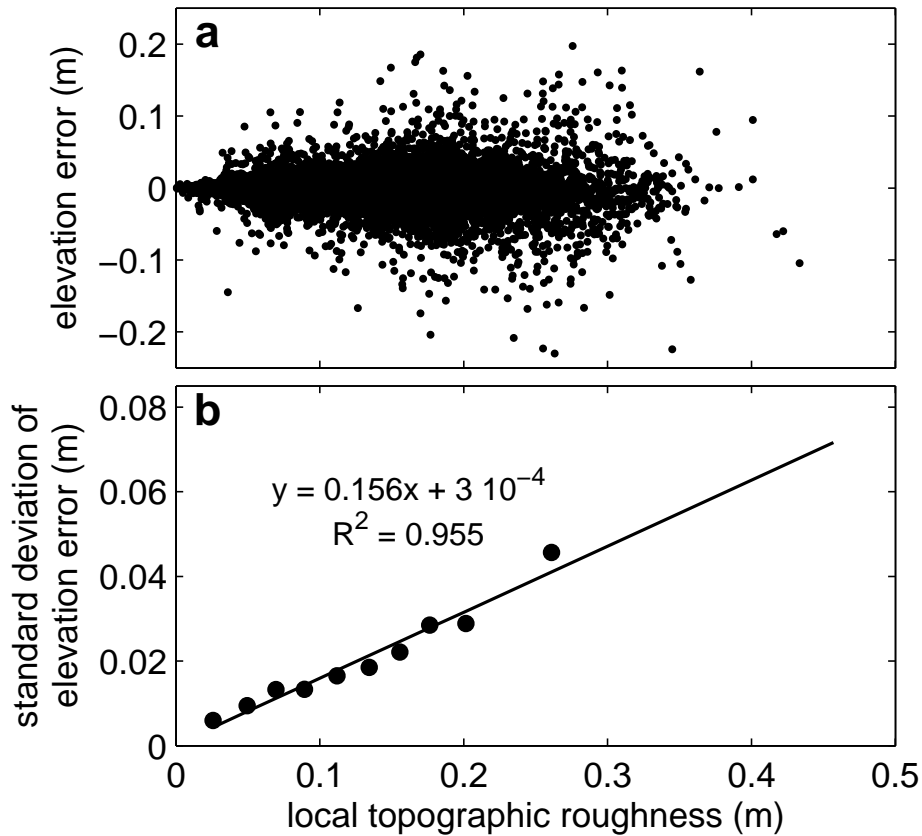 a
0.2
0.1
0
−0.1
−0.2
elevation error (m)
b
0.08
0.06
0.04
0.02
0
standard deviation of
elevation error (m)
y = 0.156x + 3 10⁻⁴
R² = 0.955
0 0.1 0.2 0.3 0.4 0.5
local topographic roughness (m)